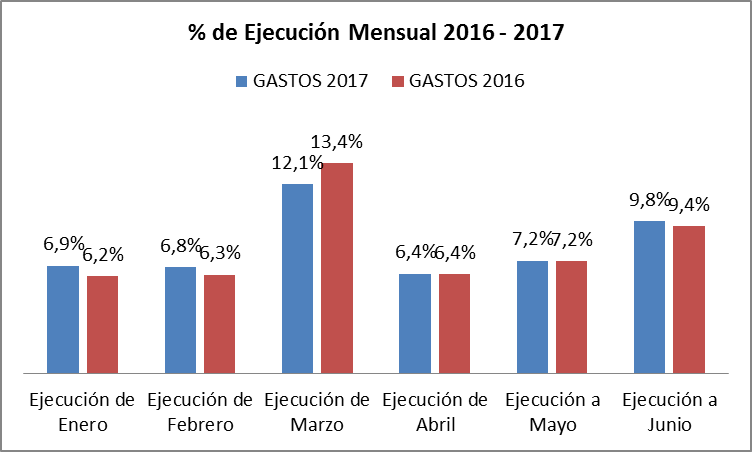 % de Ejecución Mensual 2016 - 2017
GASTOS 2017 GASTOS 2016
6,9% 6,2% 6,8% 6,3% 12,1% 13,4% 6,4% 6,4% 7,2% 7,2% 9,8% 9,4%
Ejecución de
Enero
Ejecución de
Febrero
Ejecución de
Marzo
Ejecución de
Abril
Ejecución a
Mayo
Ejecución a
Junio